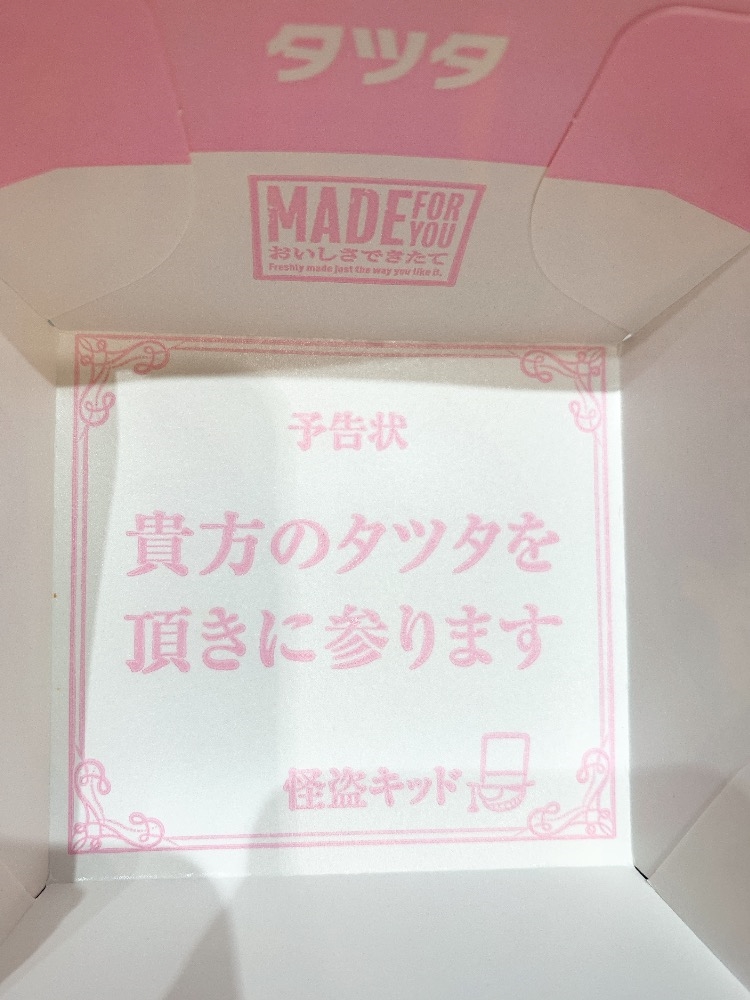 タツタ
MADE FOR YOU
おいしさできたて
Freshly made just the way you like it.
予告状
貴方のタツタを
頂きに参ります
怪盗キッド